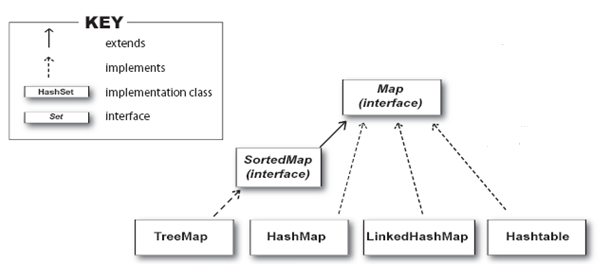 KEY
extends
implements
HashSet implementation class
Set interface
Map
(interface)
SortedMap
(interface)
TreeMap HashMap LinkedHashMap Hashtable